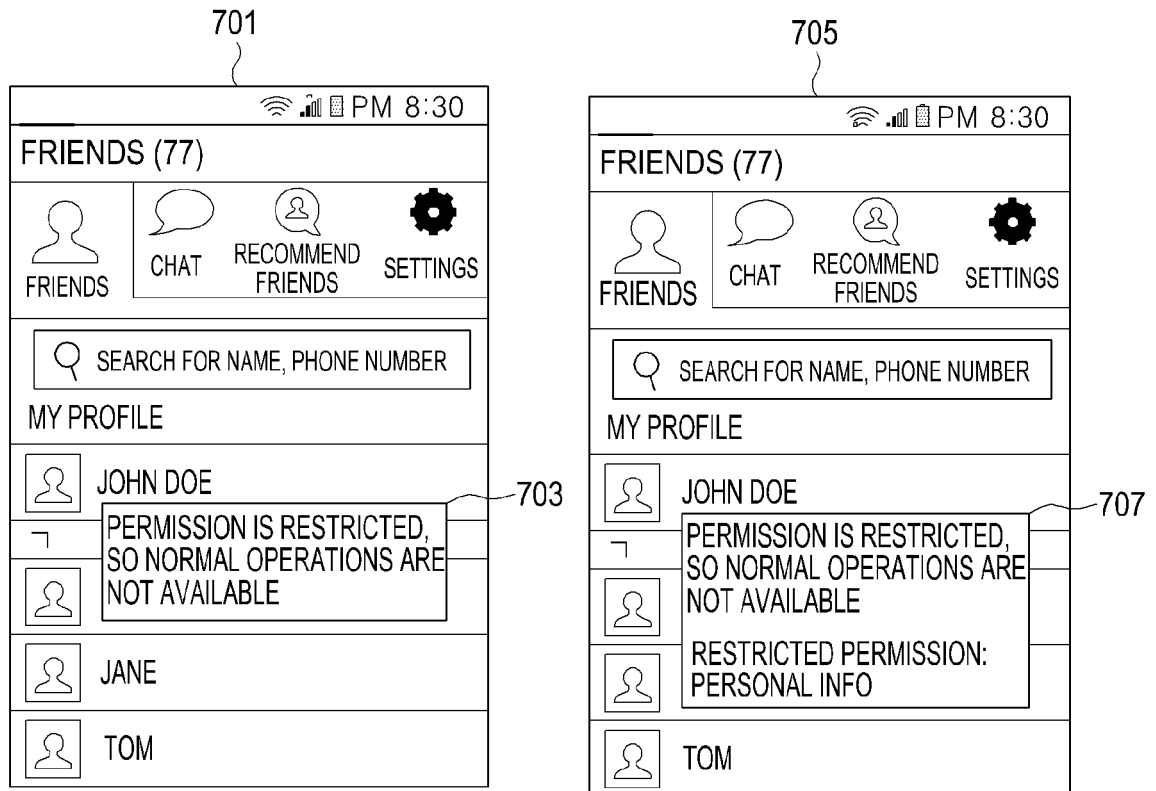 701
PM 8:30
FRIENDS (77)
FRIENDS
CHAT
RECOMMEND
FRIENDS
SETTINGS
SEARCH FOR NAME, PHONE NUMBER
MY PROFILE
JOHN DOE
703
PERMISSION IS RESTRICTED,
SO NORMAL OPERATIONS ARE
NOT AVAILABLE
ㄱ
JANE
TOM
705
PM 8:30
FRIENDS (77)
FRIENDS
CHAT
RECOMMEND
FRIENDS
SETTINGS
SEARCH FOR NAME, PHONE NUMBER
MY PROFILE
JOHN DOE
707
PERMISSION IS RESTRICTED,
SO NORMAL OPERATIONS ARE
NOT AVAILABLE
RESTRICTED PERMISSION:
PERSONAL INFO
ㄱ
TOM